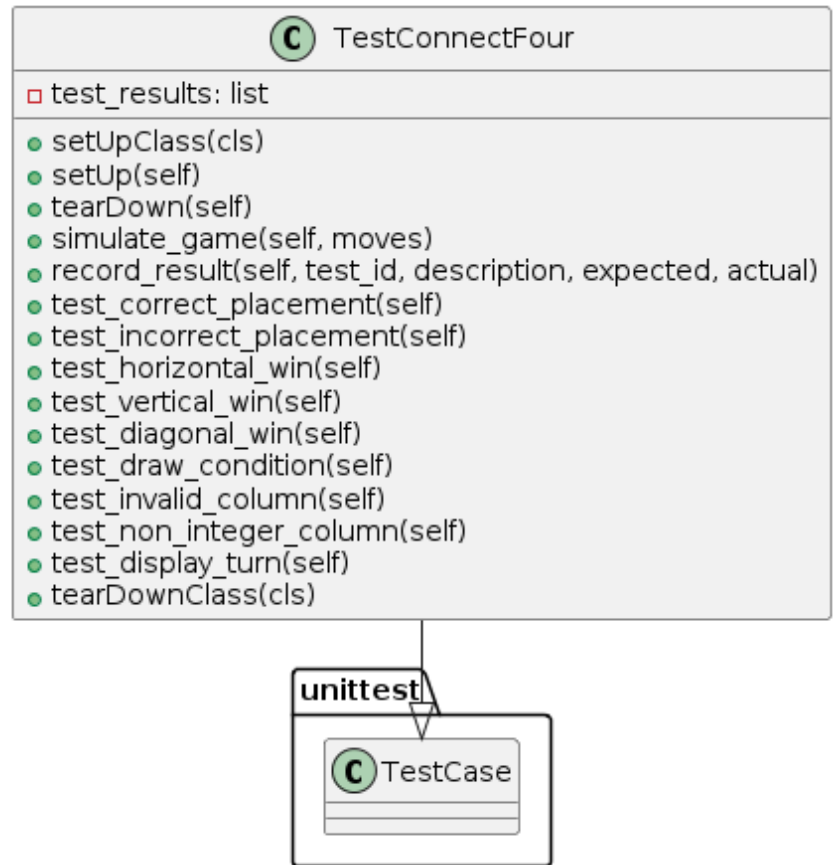 C TestConnectFour
test_results: list
setUpClass(cls)
setUp(self)
tearDown(self)
simulate_game(self, moves)
record_result(self, test_id, description, expected, actual)
test_correct_placement(self)
test_incorrect_placement(self)
test_horizontal_win(self)
test_vertical_win(self)
test_diagonal_win(self)
test_draw_condition(self)
test_invalid_column(self)
test_non_integer_column(self)
test_display_turn(self)
tearDownClass(cls)
unittest
C TestCase